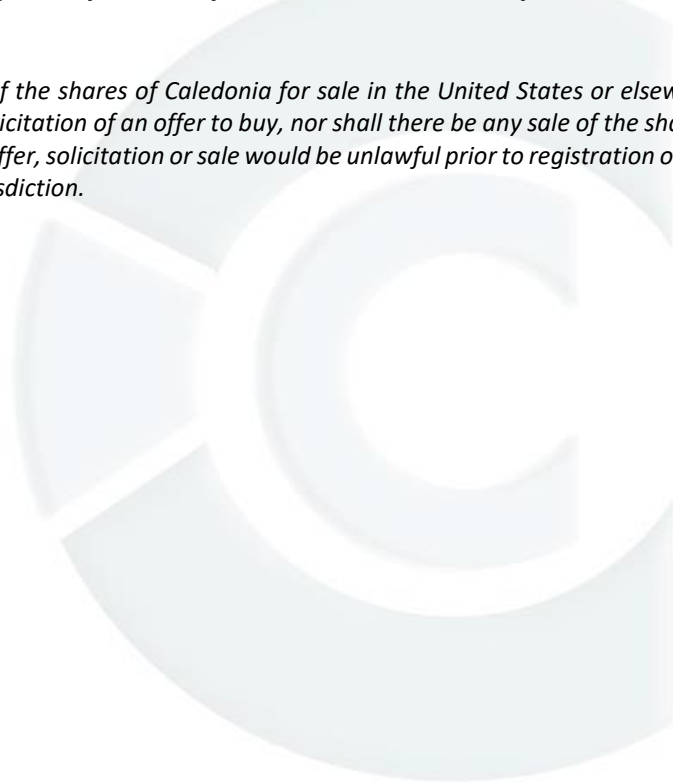 f the shares of Caledonia for sale in the United States or elsew
icitation of an offer to buy, nor shall there be any sale of the sha
ffer, solicitation or sale would be unlawful prior to registration o
sdiction.